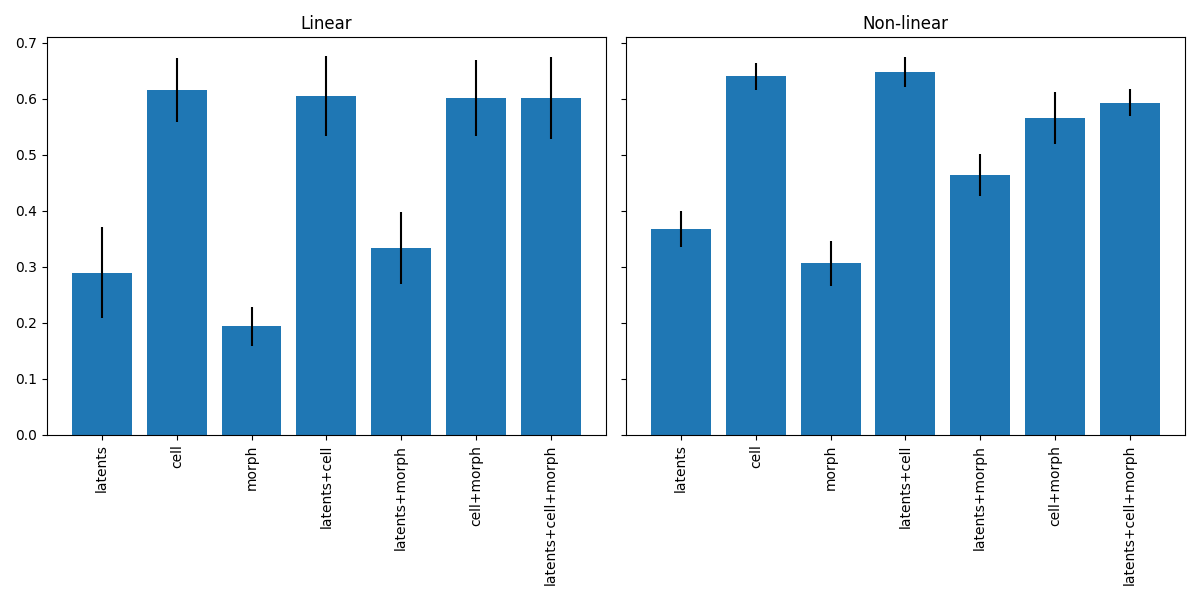 Linear
Non-linear
0.7
0.6
0.5
0.4
0.3
0.2
0.1
0.0
latents
cell
morph
latents+cell
latents+morph
cell+morph
latents+cell+morph
latents
cell
morph
latents+cell
latents+morph
cell+morph
latents+cell+morph